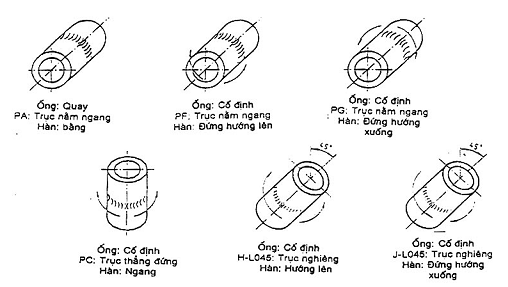 Ống: Quay
PA: Trục nằm ngang
Hàn: bằng
Ống: Cố định
PF: Trục nằm ngang
Hàn: Đứng hướng lên
Ống: Cố định
PG: Trục nằm ngang
Hàn: Đứng hướng
xuống
45°
45°
Ống: Cố định
PC: Trục thẳng đứng
Hàn: Ngang
Ống: Cố định
H-L045: Trục nghiêng
Hàn: Hướng lên
Ống: Cố định
J-L045: Trục nghiêng
Hàn: Đứng hướng
xuống